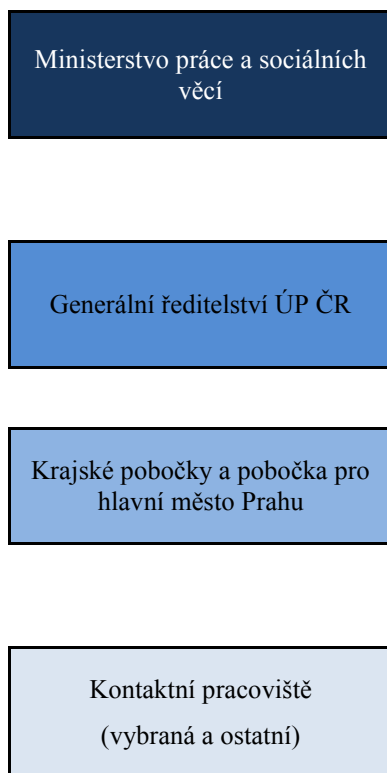 Ministerstvo práce a sociálních
věcí
Generální ředitelství ÚP ČR
Krajské pobočky a pobočka pro
hlavní město Prahu
Kontaktní pracoviště
(vybraná a ostatní)